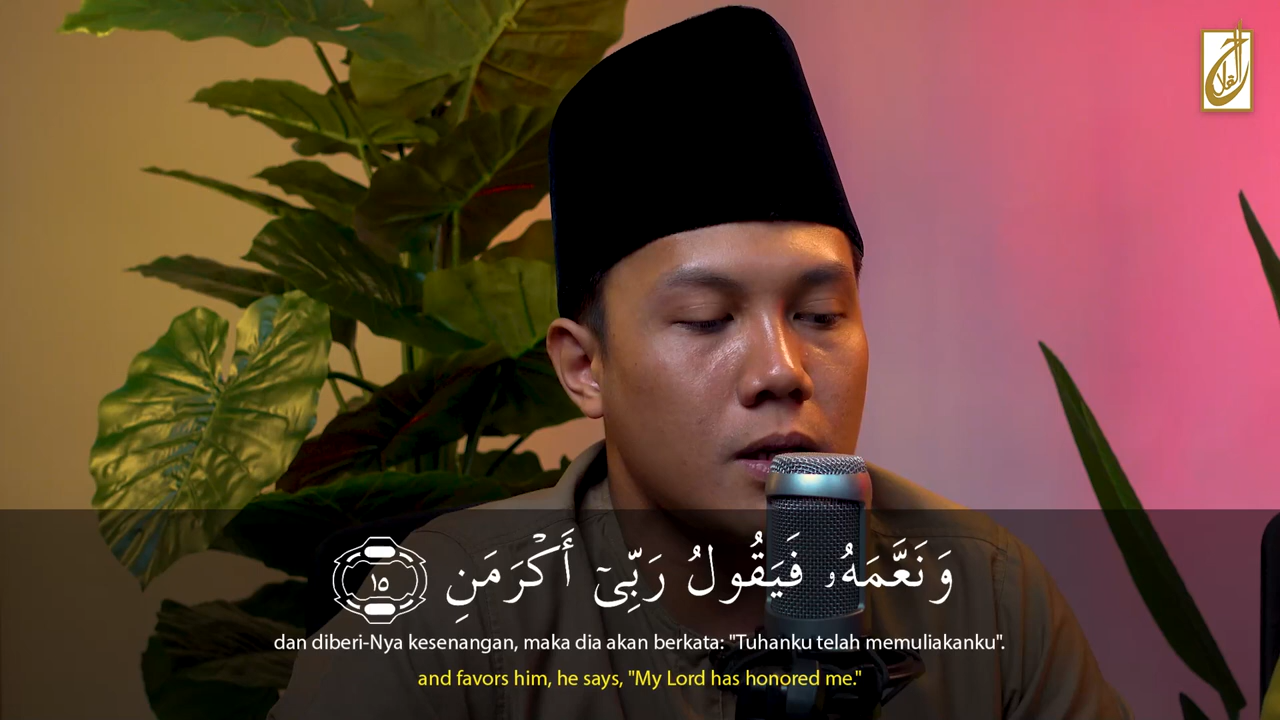 الفلاح
وَنَعَّمَهُۥ فَيَقُولُ رَبِّىٓ أَكْرَمَنِ ١٥
dan diberi-Nya kesenangan, maka dia akan berkata: "Tuhanku telah memuliakanku".
and favors him, he says, "My Lord has honored me."